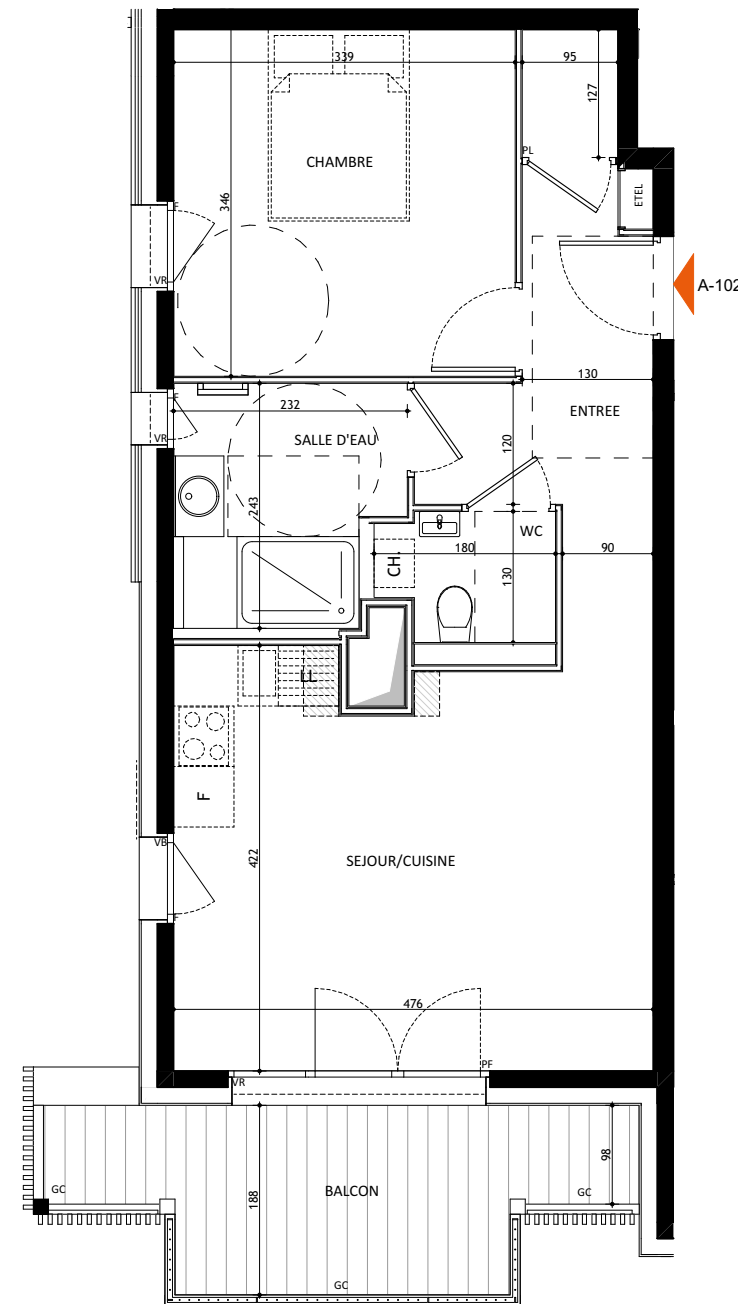 339
95
127
CHAMBRE
PL
346
ETEL
F
VR
A-102
130
ENTREE
F
232
VR
SALLE D'EAU
120
243
WC
180
CH.
130
90
LL
F
VB
422
SEJOUR/CUISINE
F
476
VR
PF
98
GC
188
BALCON
GC
GC